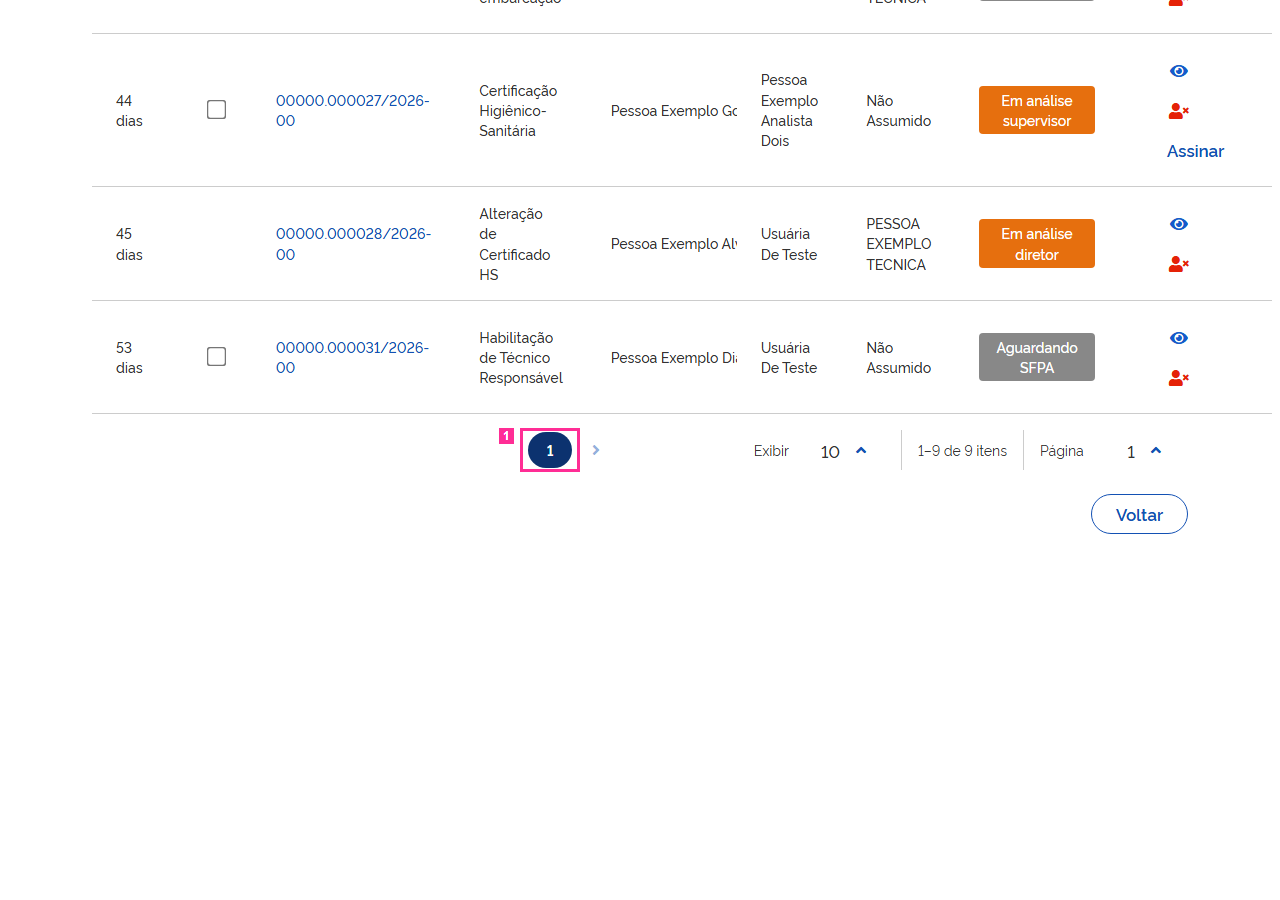 44
dias
00000.000027/2026-
00
Certificação
Higiênico-
Sanitária
Pessoa Exemplo
Pessoa
Exemplo
Analista
Dois
Não
Assumido
Em análise
supervisor
Assinar
45
dias
00000.000028/2026-
00
Alteração
de
Certificado
HS
Pessoa Exemplo
Usuária
De Teste
PESSOA
EXEMPLO
TECNICA
Em análise
diretor
53
dias
00000.000031/2026-
00
Habilitação
de Técnico
Responsável
Pessoa Exemplo
Usuária
De Teste
Não
Assumido
Aguardando
SFPA
1
1
Exibir
10
1–9 de 9 itens
Página
1
Voltar